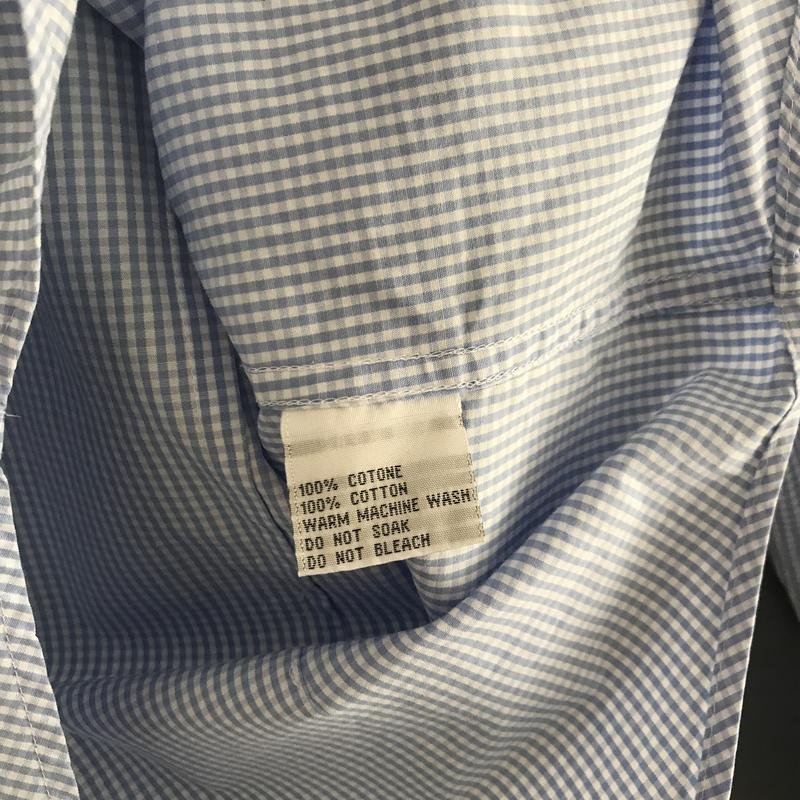 100% COTONE
100% COTTON
WARM MACHINE WASH
DO NOT SOAK
DO NOT BLEACH